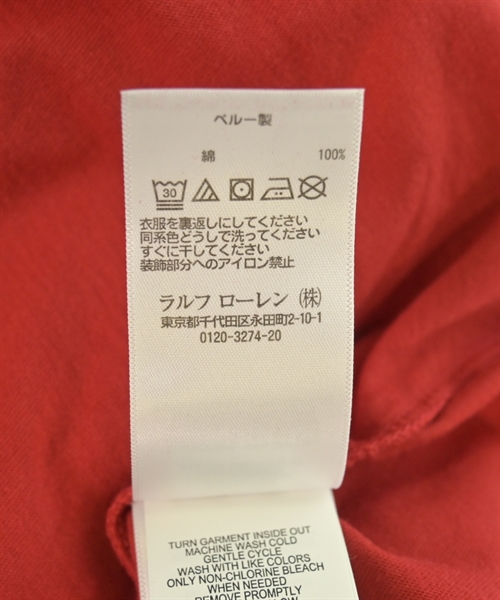 ペルー製
綿 100%
30
衣服を裏返しにしてください
同系色どうしで洗ってください
すぐに干してください
装飾部分へのアイロン禁止
ラルフ ローレン (株)
東京都千代田区永田町2-10-1
0120-3274-20
TURN GARMENT INSIDE OUT
MACHINE WASH COLD
GENTLE CYCLE
WASH WITH LIKE COLORS
ONLY NON-CHLORINE BLEACH
WHEN NEEDED
REMOVE PROMPTLY